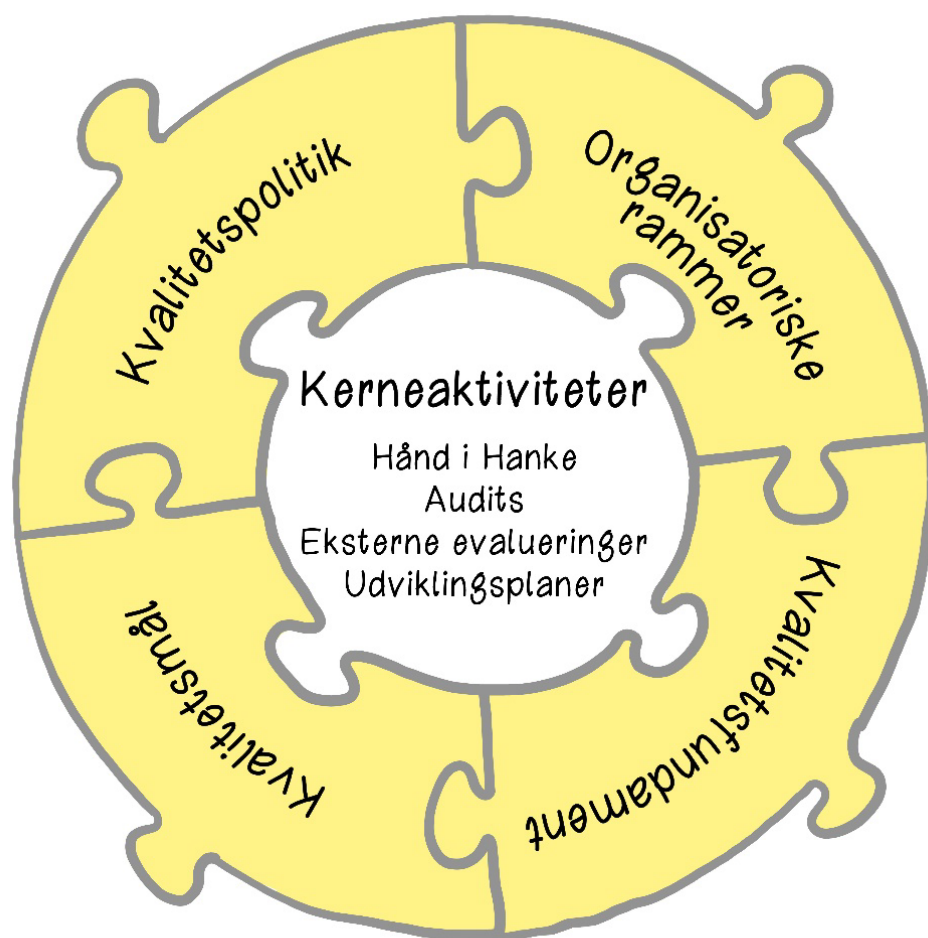 Kvalitetspolitik
Organisatoriske
rammer
Kerneaktiviteter
Hånd i Hanke
Audits
Eksterne evalueringer
Udviklingsplaner
Kvalitetsmål
Kvalitetsfundament